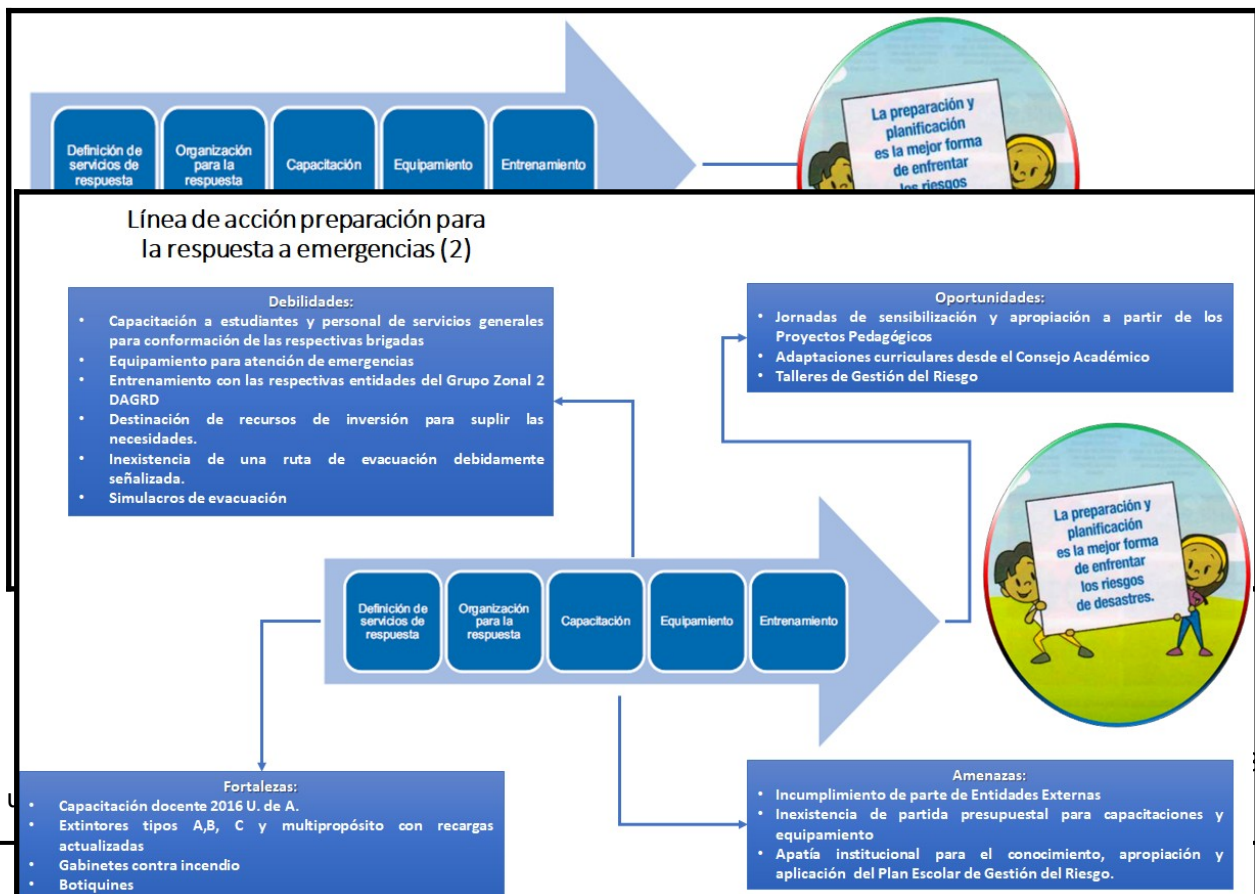 Definición de
servicios de
respuesta
Organización
para la
respuesta
Capacitación
Equipamiento
Entrenamiento
La preparación y
planificación
es la mejor forma
de enfrentar
los riesgos
Línea de acción preparación para
la respuesta a emergencias (2)
Debilidades:
• Capacitación a estudiantes y personal de servicios generales
para conformación de las respectivas brigadas
• Equipamiento para atención de emergencias
• Entrenamiento con las respectivas entidades del Grupo Zonal 2
DAGRD
• Destinación de recursos de inversión para suplir las
necesidades.
• Inexistencia de una ruta de evacuación debidamente
señalizada.
• Simulacros de evacuación
Oportunidades:
• Jornadas de sensibilización y apropiación a partir de los
Proyectos Pedagógicos
• Adaptaciones curriculares desde el Consejo Académico
• Talleres de Gestión del Riesgo
La preparación y
planificación
es la mejor forma
de enfrentar
los riesgos
de desastres.
Definición de
servicios de
respuesta
Organización
para la
respuesta
Capacitación
Equipamiento
Entrenamiento
Fortalezas:
• Capacitación docente 2016 U. de A.
• Extintores tipos A,B, C y multipropósito con recargas
actualizadas
• Gabinetes contra incendio
• Botiquines
Amenazas:
• Incumplimiento de parte de Entidades Externas
• Inexistencia de partida presupuestal para capacitaciones y
equipamiento
• Apatía institucional para el conocimiento, apropiación y
aplicación del Plan Escolar de Gestión del Riesgo.